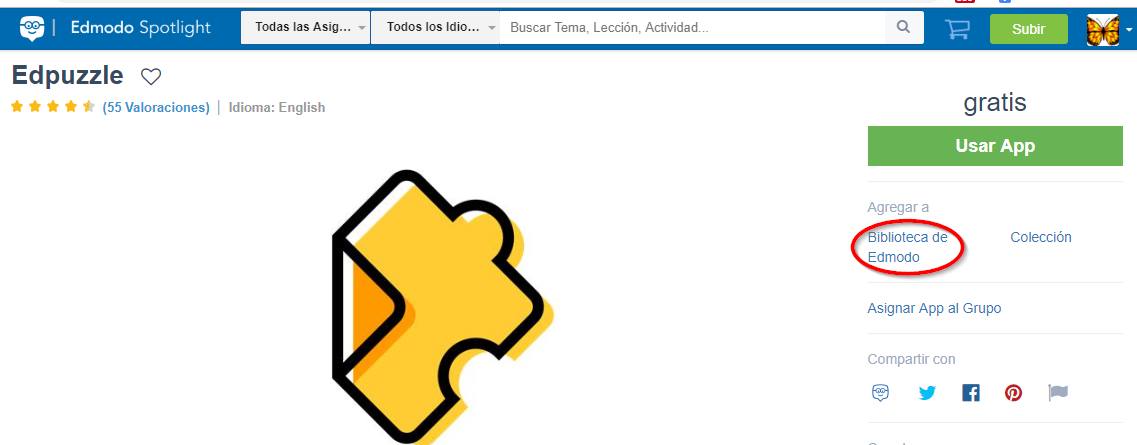 Edmodo Spotlight
Todas las Asig...
Todos los Idio...
Buscar Tema, Lección, Actividad...
Subir
Edpuzzle
(55 Valoraciones) | Idioma: English
gratis
Usar App
Agregar a
Biblioteca de
Edmodo
Colección
Asignar App al Grupo
Compartir con